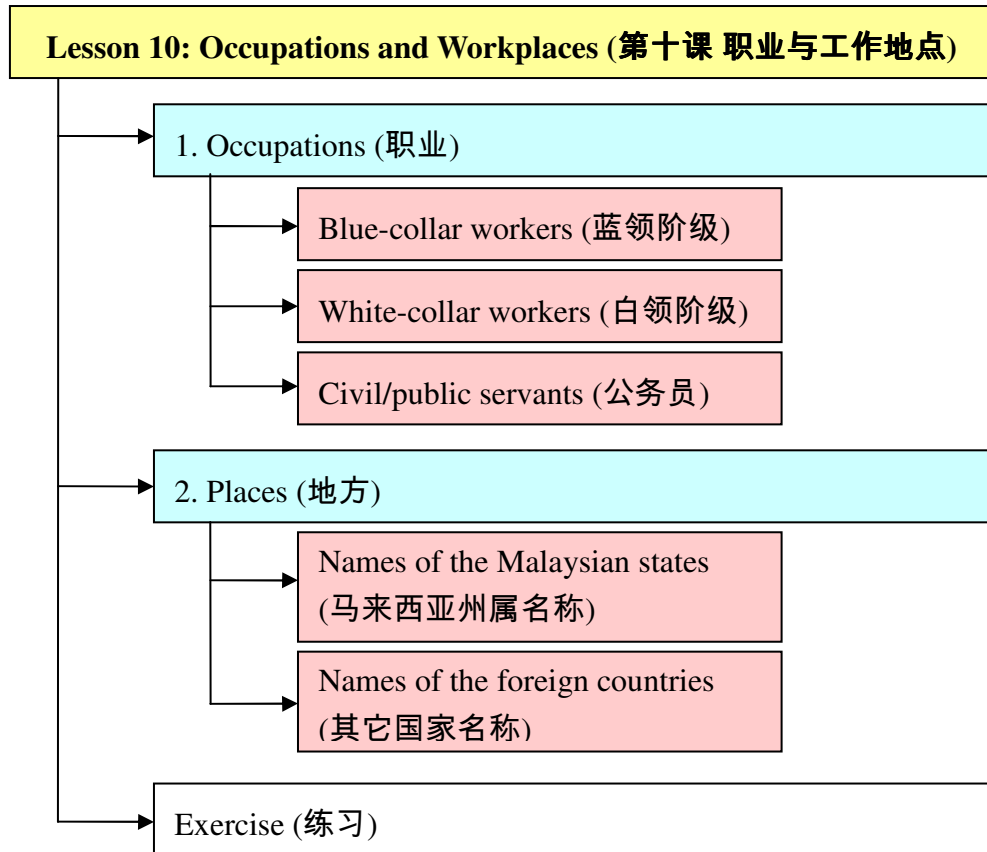 Lesson 10: Occupations and Workplaces (第十课 职业与工作地点)
1. Occupations (职业)
Blue-collar workers (蓝领阶级)
White-collar workers (白领阶级)
Civil/public servants (公务员)
2. Places (地方)
Names of the Malaysian states
(马来西亚州属名称)
Names of the foreign countries
(其它国家名称)
Exercise (练习)